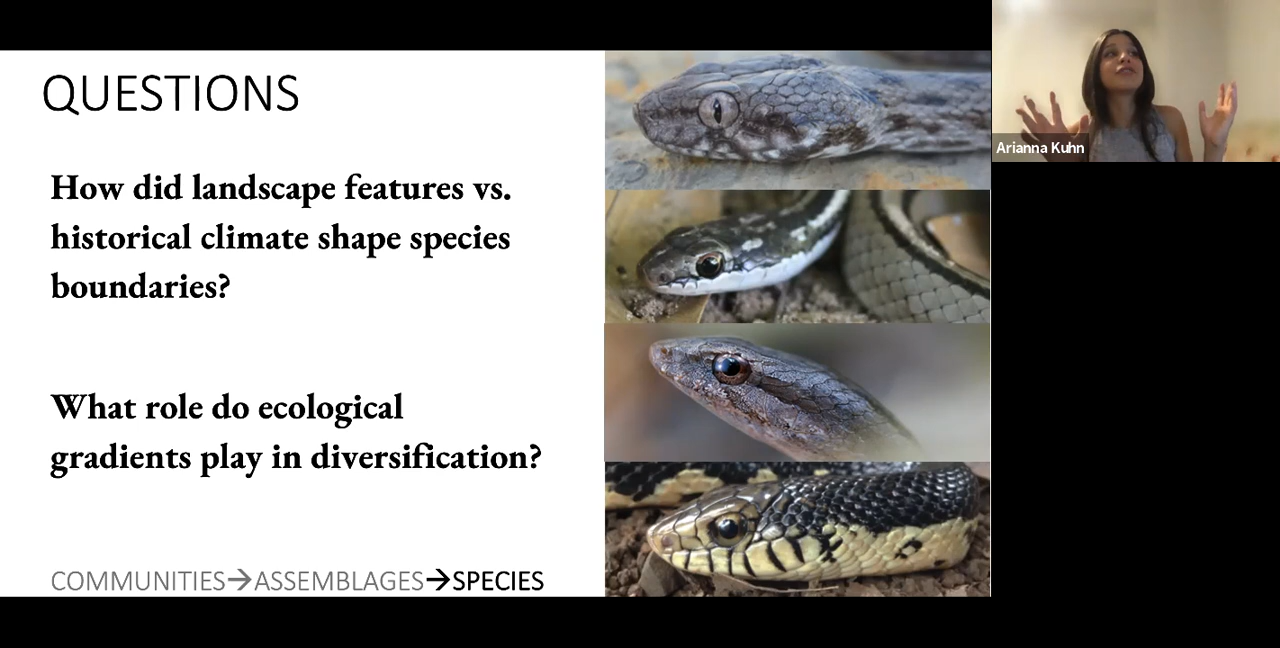 QUESTIONS
How did landscape features vs.
historical climate shape species
boundaries?
What role do ecological
gradients play in diversification?
COMMUNITIES→ASSEMBLAGES→SPECIES
Arianna Kuhn